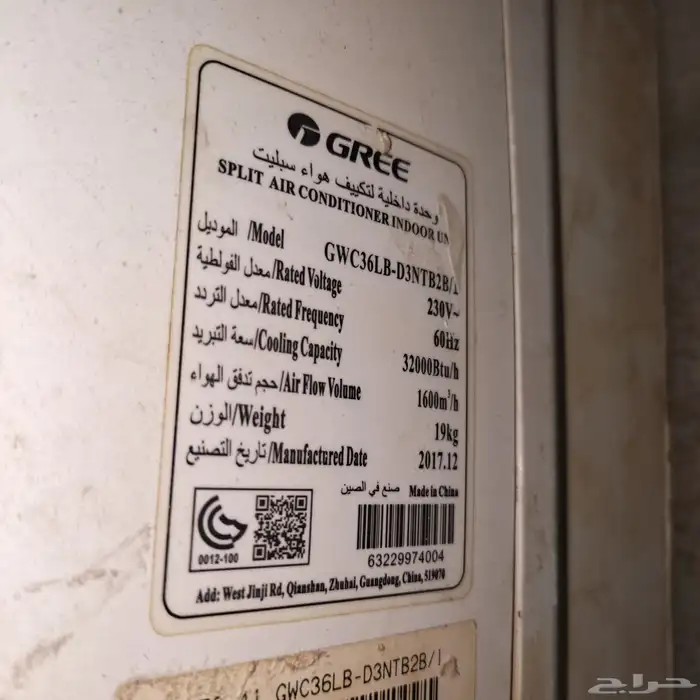 GREE
وحدة داخلية لتكييف هواء سبليت
SPLIT AIR CONDITIONER INDOOR UN
الموديل /Model GWC36LB-D3NTB2B/I
معدل الفولطية/Rated Voltage 230V~
معدل التردد/Rated Frequency 60Hz
سعة التبريد/Cooling Capacity 32000Btu/h
حجم تدفق الهواء/Air Flow Volume 1600m³/h
الوزن/Weight 19kg
تاريخ التصنيع/Manufactured Date 2017.12
صنع في الصين Made in China
0012-100
63229974004
Add: West Jinji Rd, Qianshan, Zhuhai, Guangdong, China, 519070
GWC36LB-D3NTB2B/I
حراج